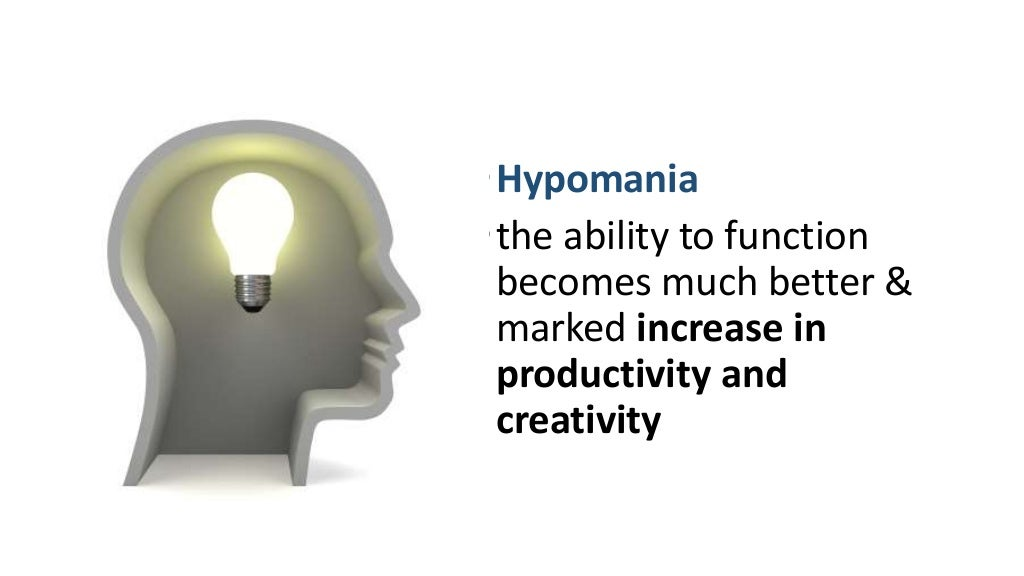 Hypomania
the ability to function
becomes much better &
marked increase in
productivity and
creativity